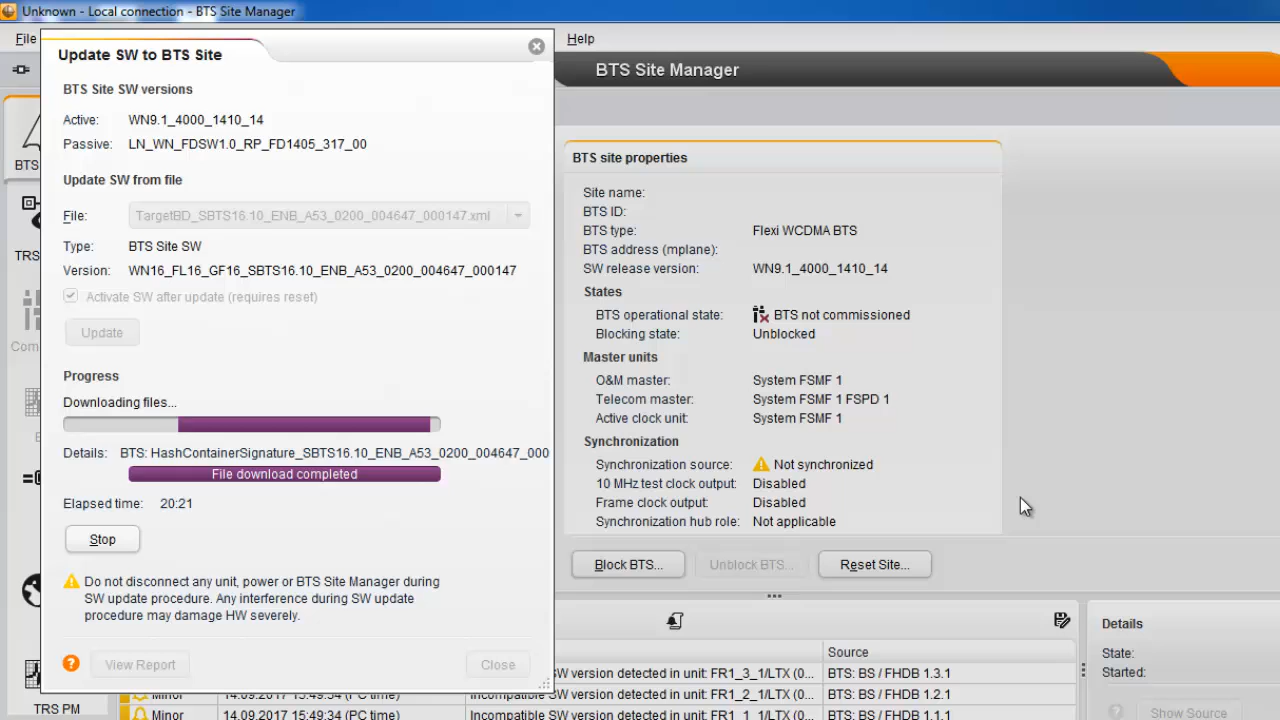 Unknown - Local connection - BTS Site Manager
File
Help
Update SW to BTS Site
BTS Site Manager
BTS Site SW versions
Active: WN9.1_4000_1410_14
Passive: LN_WN_FDSW1.0_RP_FD1405_317_00
Update SW from file
File: TargetBD_SBTS16.10_ENB_A53_0200_004647_000147.xml
Type: BTS Site SW
Version: WN16_FL16_GF16_SBTS16.10_ENB_A53_0200_004647_000147
Activate SW after update (requires reset)
Update
Progress
Downloading files...
Details: BTS: HashContainerSignature_SBTS16.10_ENB_A53_0200_004647_000
File download completed
Elapsed time: 20:21
Stop
Do not disconnect any unit, power or BTS Site Manager during
SW update procedure. Any interference during SW update
procedure may damage HW severely.
View Report
Close
BTS
TRS
Com
TRS PM
BTS site properties
Site name:
BTS ID:
BTS type: Flexi WCDMA BTS
BTS address (mplane):
SW release version: WN9.1_4000_1410_14
States
BTS operational state: BTS not commissioned
Blocking state: Unblocked
Master units
O&M master: System FSMF 1
Telecom master: System FSMF 1 FSPD 1
Active clock unit: System FSMF 1
Synchronization
Synchronization source: Not synchronized
10 MHz test clock output: Disabled
Frame clock output: Disabled
Synchronization hub role: Not applicable
Block BTS...
Unblock BTS...
Reset Site...
Source
SW version detected in unit: FR1_3_1/LTX (0... BTS: BS / FHDB 1.3.1
Minor 14.09.2017 15:49:34 (PC time) Incompatible SW version detected in unit: FR1_2_1/LTX (0... BTS: BS / FHDB 1.2.1
Minor 14.09.2017 15:49:34 (PC time) Incompatible SW version detected in unit: FR1_1_1/LTX (0... BTS: BS / FHDB 1.1.1
Details
State:
Started:
Show Source